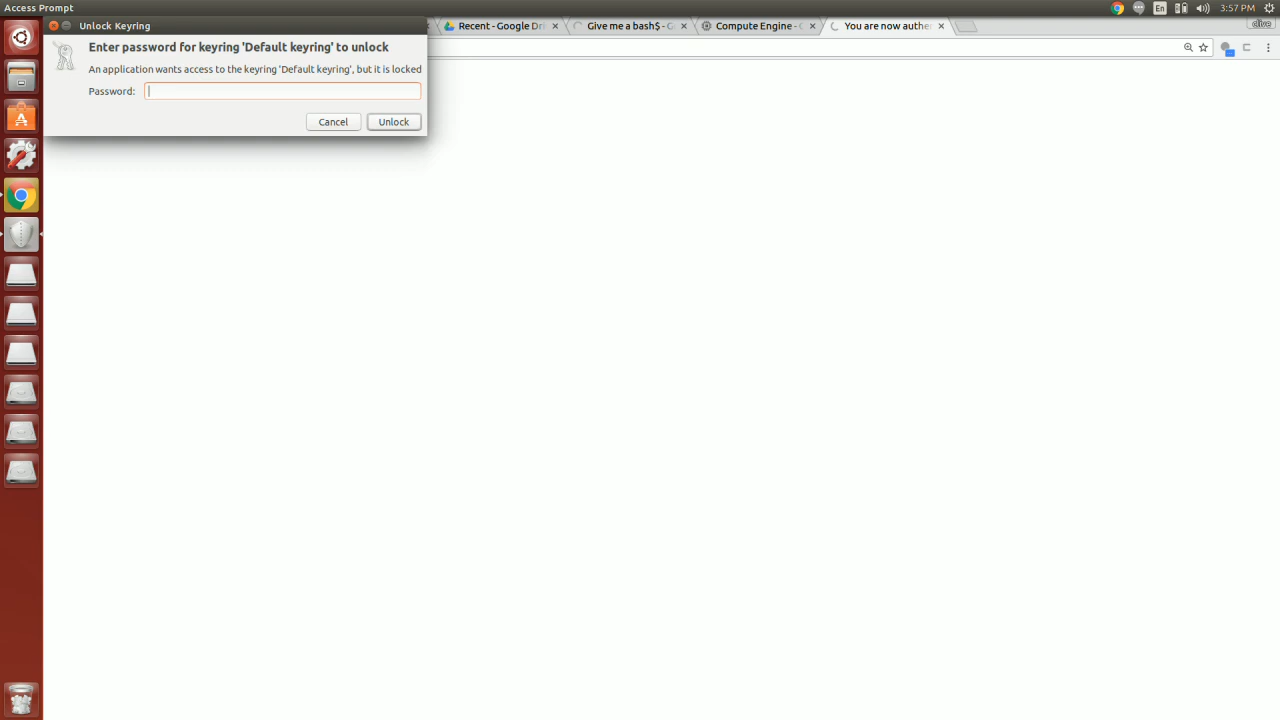 Access Prompt
En
3:57 PM
Unlock Keyring
Recent - Google Dri
Give me a bash$ - G
Compute Engine -
You are now authe
clive
Enter password for keyring 'Default keyring' to unlock
An application wants access to the keyring 'Default keyring', but it is locked
Password:
Cancel
Unlock